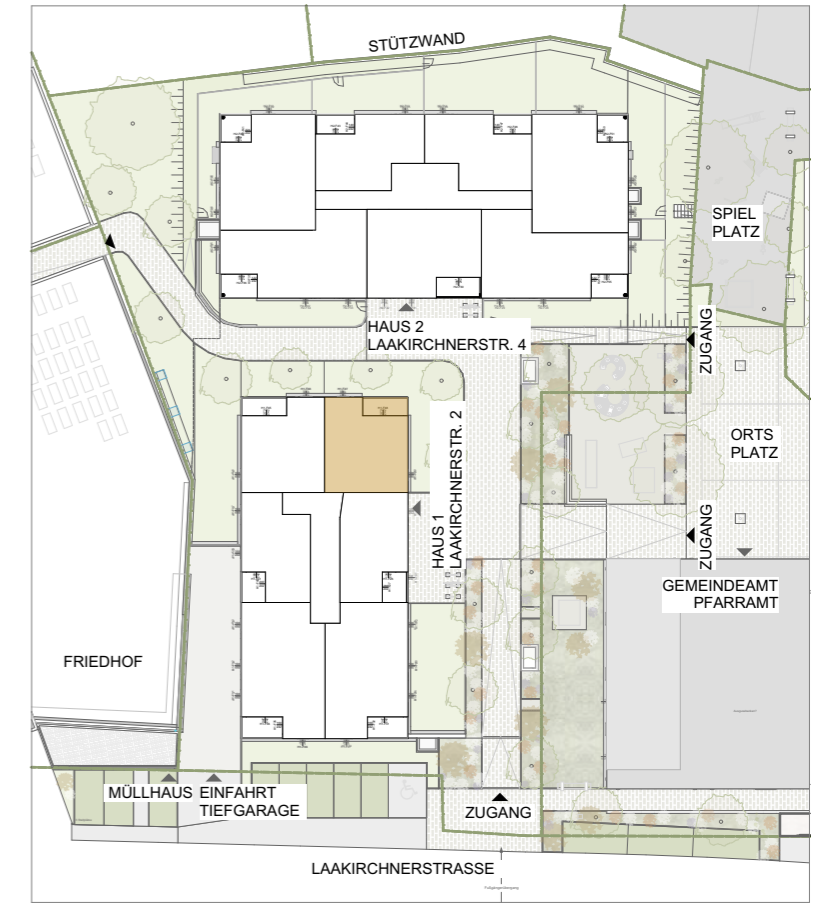 STÜTZWAND
SPIEL
PLATZ
HAUS 2
LAAKIRCHNERSTR. 4
ZUGANG
HAUS 1
LAAKIRCHNERSTR. 2
ORTS
PLATZ
ZUGANG
GEMEINDEAMT
PFARRAMT
FRIEDHOF
MÜLLHAUS
EINFAHRT
TIEFGARAGE
ZUGANG
LAAKIRCHNERSTRASSE